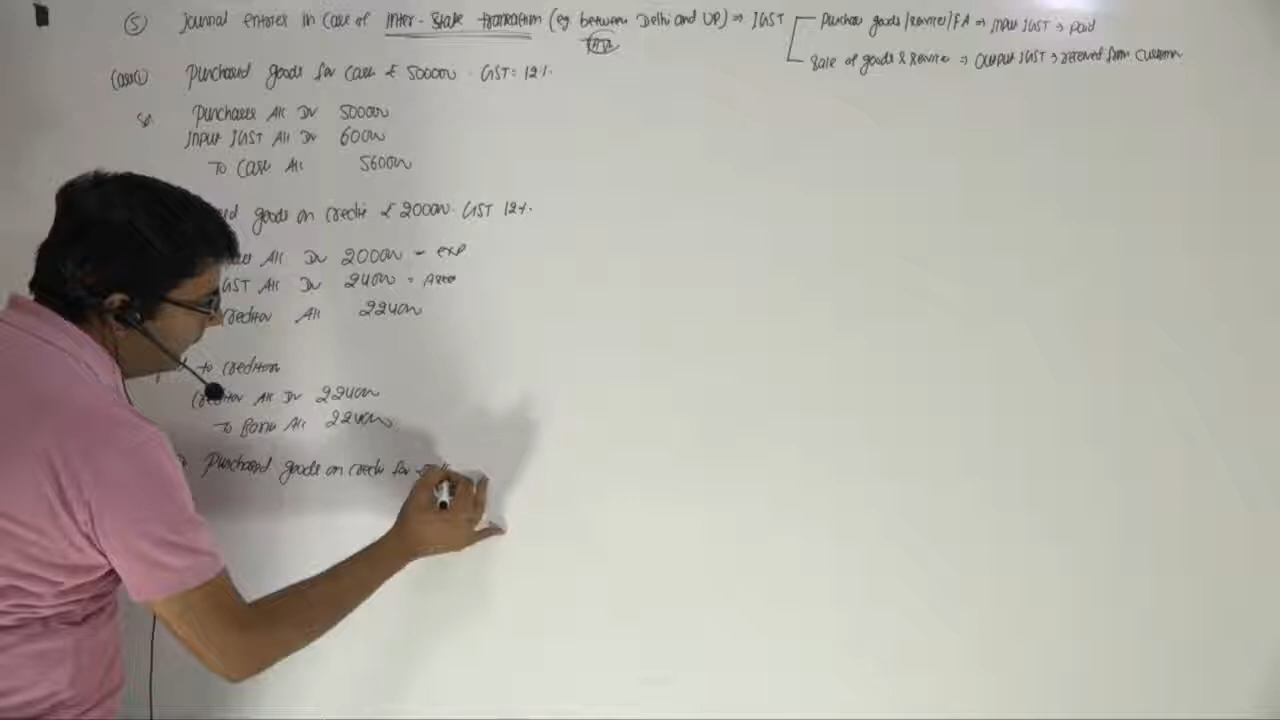 (5) Journal entries in case of Inter-State transaction (eg. between Delhi and UP) ⇒ IGST
Purchase goods/service/FA ⇒ Input IGST → paid
Sale of goods & service ⇒ Output IGST → received from customer
Case(1) Purchased goods for cash ₹ 50000. GST: 12%
Purchases A/c Dr 50000
Input IGST A/c Dr 6000
To Cash A/c 56000
goods on credit ₹ 20000. GST 12%.
A/c Dr 20000 - exp
GST A/c Dr 2400 - Asset
Creditor A/c 22400
to creditor
Creditor A/c Dr 22400
To Bank A/c 22400
Purchased goods on credit for